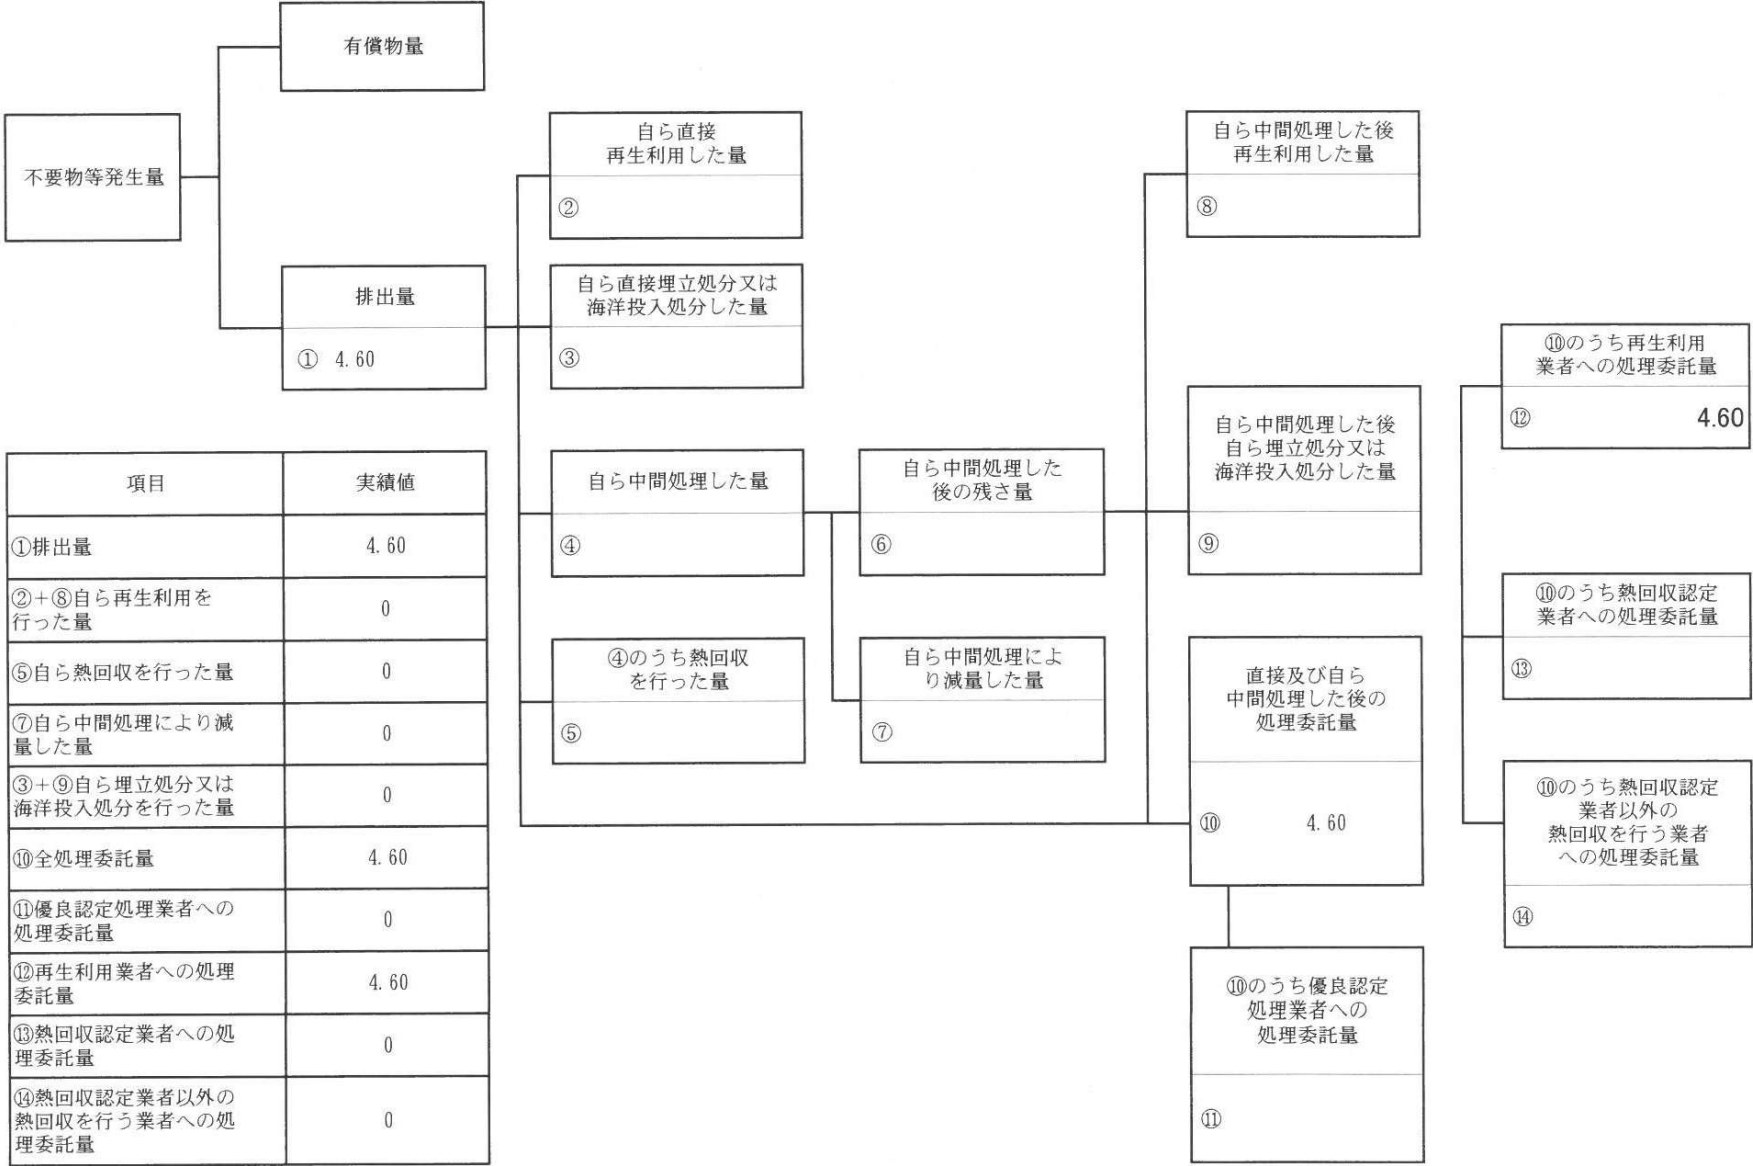 有償物量
不要物等発生量
排出量
① 4.60
自ら直接
再生利用した量
②
自ら直接埋立処分又は
海洋投入処分した量
③
自ら中間処理した量
④
④のうち熱回収
を行った量
⑤
自ら中間処理した
後の残さ量
⑥
自ら中間処理によ
り減量した量
⑦
自ら中間処理した後
再生利用した量
⑧
自ら中間処理した後
自ら埋立処分又は
海洋投入処分した量
⑨
直接及び自ら
中間処理した後の
処理委託量
⑩ 4.60
⑩のうち優良認定
処理業者への
処理委託量
⑪
⑩のうち再生利用
業者への処理委託量
⑫ 4.60
⑩のうち熱回収認定
業者への処理委託量
⑬
⑩のうち熱回収認定
業者以外の
熱回収を行う業者
への処理委託量
⑭
項目 実績値
①排出量 4.60
②+⑧自ら再生利用を
行った量 0
⑤自ら熱回収を行った量 0
⑦自ら中間処理により減
量した量 0
③+⑨自ら埋立処分又は
海洋投入処分を行った量 0
⑩全処理委託量 4.60
⑪優良認定処理業者への
処理委託量 0
⑫再生利用業者への処理
委託量 4.60
⑬熱回収認定業者への処
理委託量 0
⑭熱回収認定業者以外の
熱回収を行う業者への処
理委託量 0